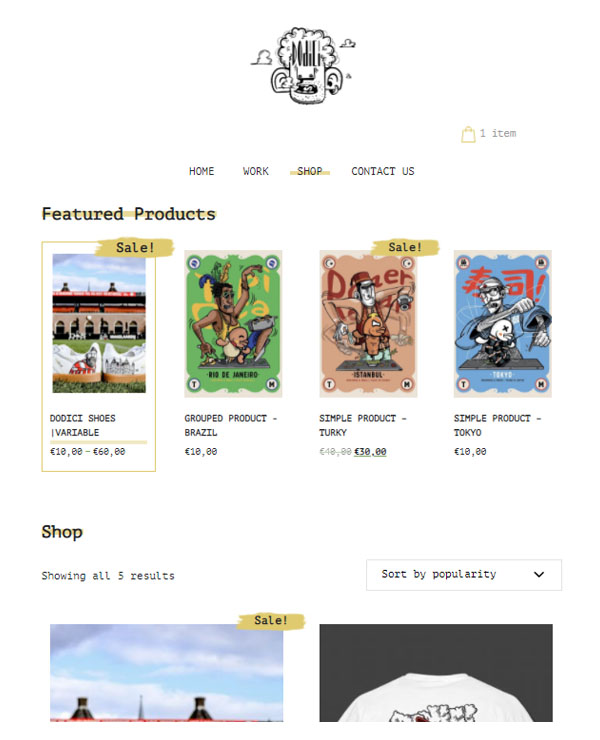 DODICI
1 item
HOME WORK SHOP CONTACT US
Featured Products
Sale!
Sale!
RIO DE JANEIRO
ISTANBUL
寿司!
TOKYO
T M
T M
T M
DODICI SHOES
|VARIABLE
€10,00 – €60,00
GROUPED PRODUCT –
BRAZIL
€10,00
SIMPLE PRODUCT –
TURKY
€40,00 €30,00
SIMPLE PRODUCT –
TOKYO
€10,00
Shop
Showing all 5 results
Sort by popularity
Sale!